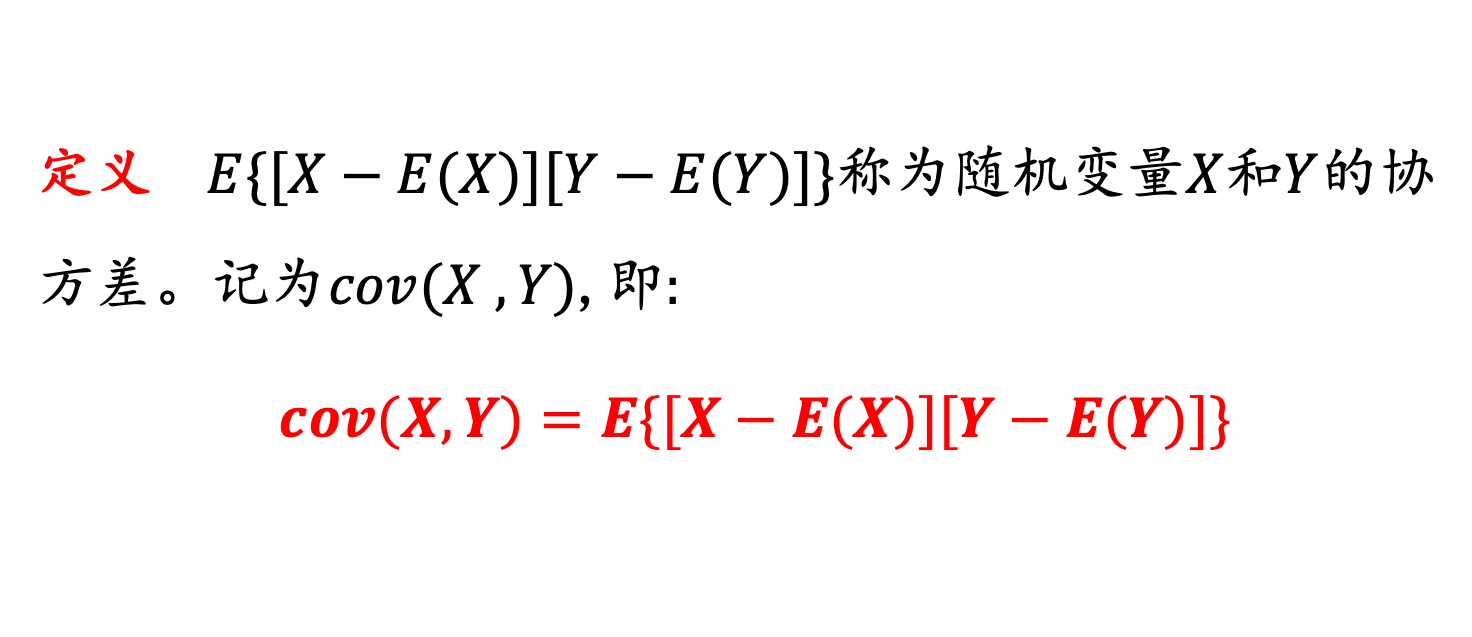 定义 E{[X − E(X)][Y − E(Y)]}称为随机变量X和Y的协
方差。记为cov(X ,Y), 即:
cov(X, Y) = E{[X − E(X)][Y − E(Y)]}